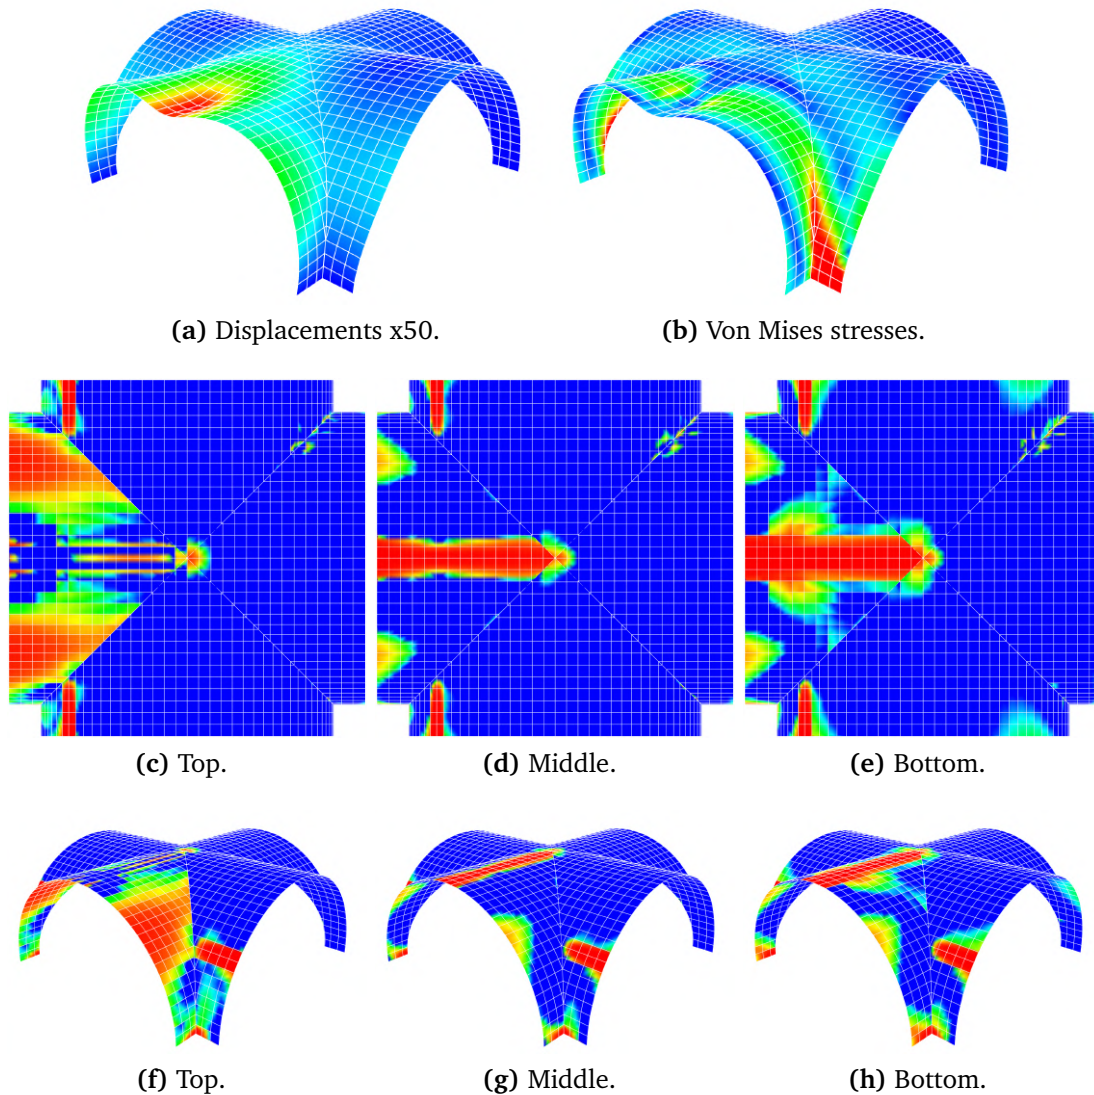 (a) Displacements x50.
(b) Von Mises stresses.
(c) Top.
(d) Middle.
(e) Bottom.
(f) Top.
(g) Middle.
(h) Bottom.